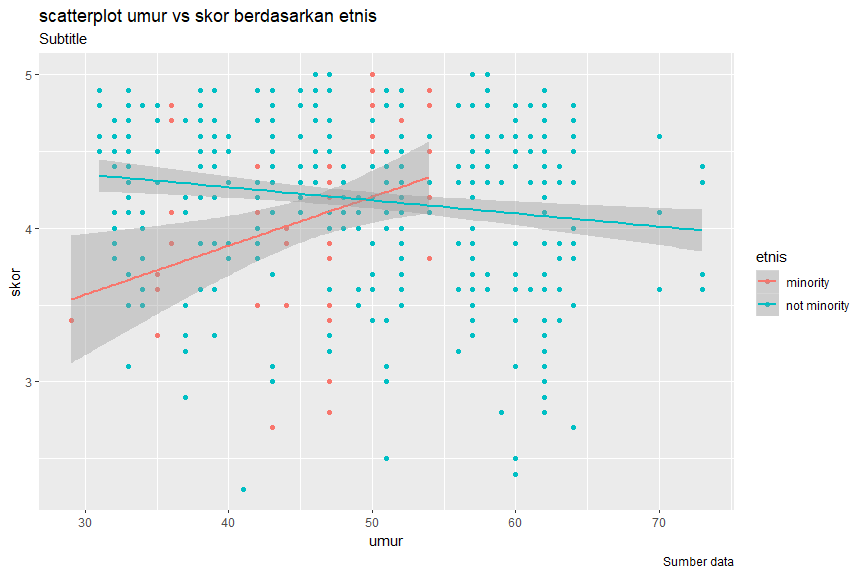 scatterplot umur vs skor berdasarkan etnis
Subtitle
5
4
3
skor
30
40
50
60
70
umur
etnis
minority
not minority
Sumber data